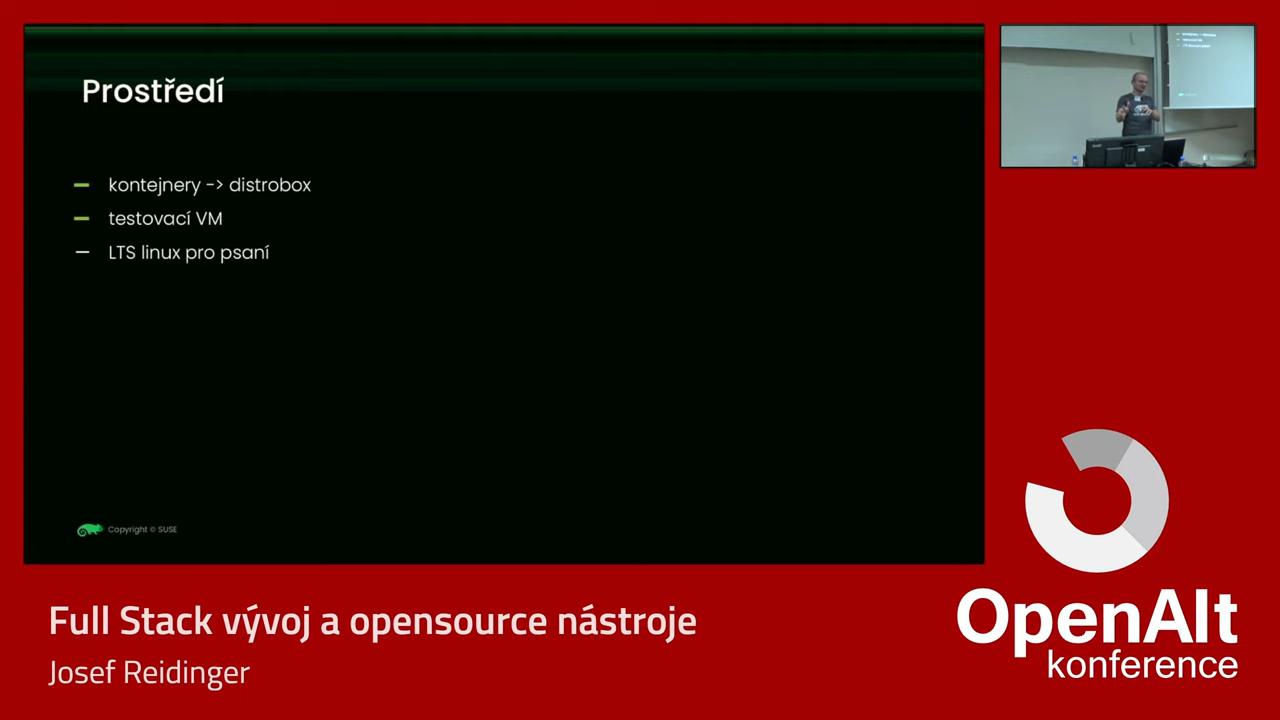 Prostředí
kontejnery -> distrobox
testovací VM
LTS linux pro psaní
Copyright © SUSE
Full Stack vývoj a opensource nástroje
Josef Reidinger
OpenAlt
konference